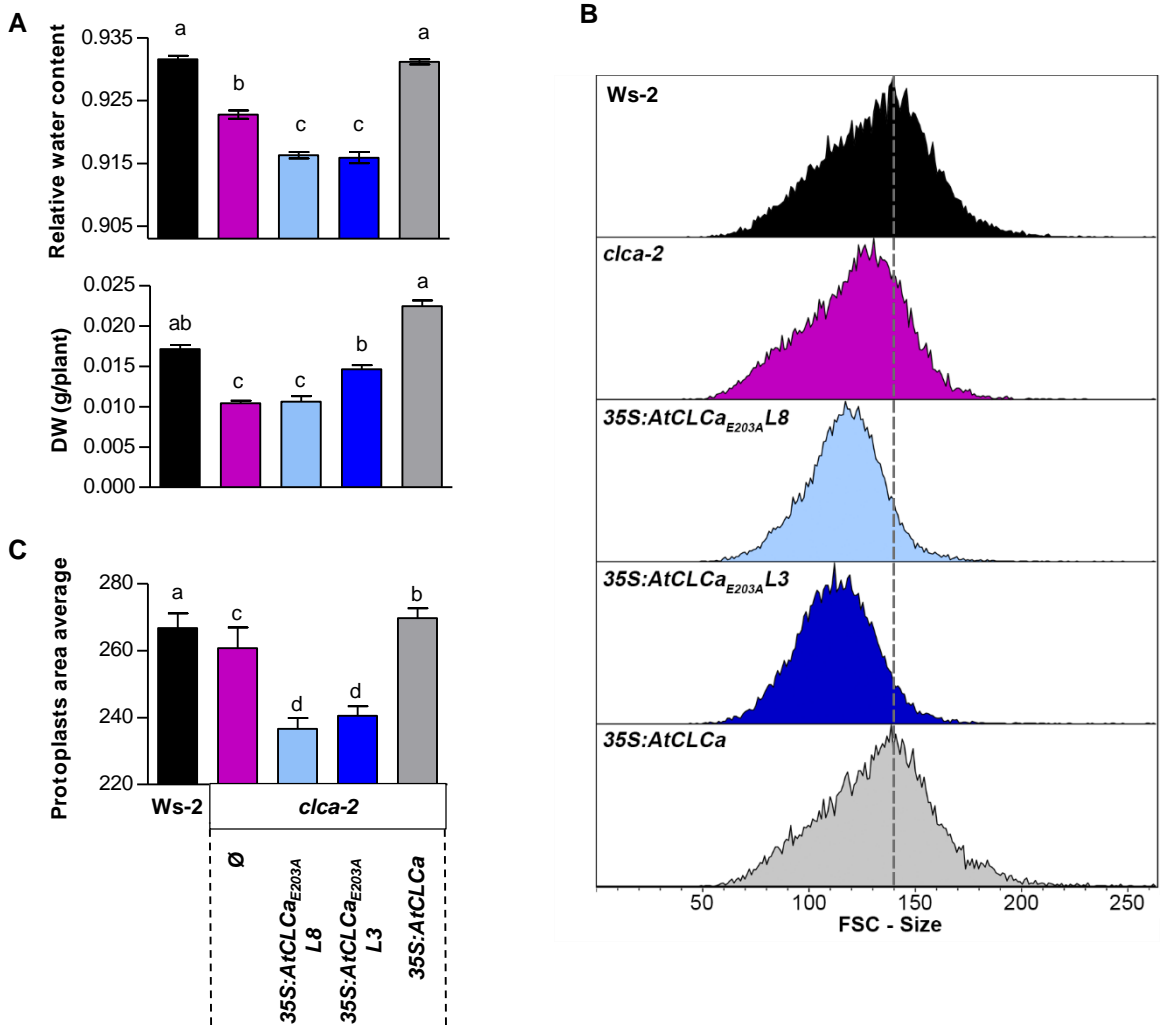 A
Relative water content
0.935
0.925
0.915
0.905
a
b
c
c
a
DW (g/plant)
0.025
0.020
0.015
0.010
0.005
0.000
ab
c
c
b
a
C
Protoplasts area average
280
260
240
220
a
c
d
d
b
Ws-2
clca-2
Ø
35S:AtCLCaE203A
L8
35S:AtCLCaE203A
L3
35S:AtCLCa
B
Ws-2
clca-2
35S:AtCLCaE203AL8
35S:AtCLCaE203AL3
35S:AtCLCa
50 100 150 200 250
FSC - Size